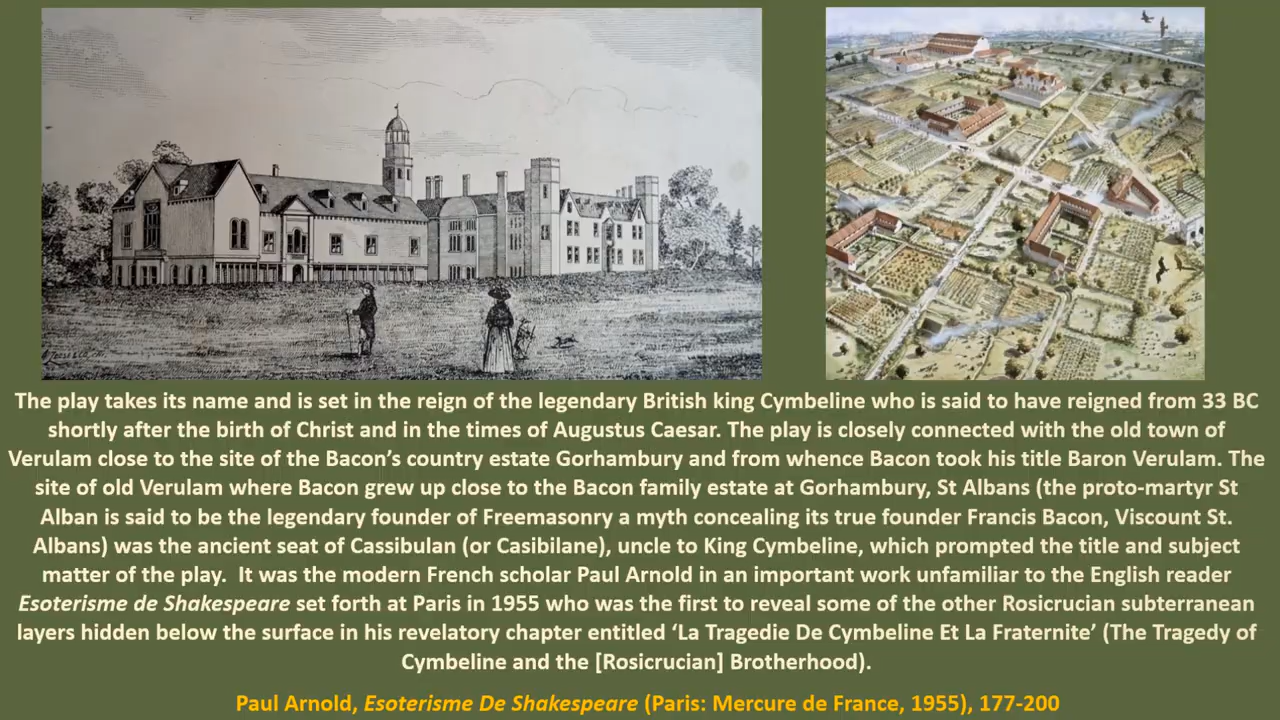 The play takes its name and is set in the reign of the legendary British king Cymbeline who is said to have reigned from 33 BC
shortly after the birth of Christ and in the times of Augustus Caesar. The play is closely connected with the old town of
Verulam close to the site of the Bacon’s country estate Gorhambury and from whence Bacon took his title Baron Verulam. The
site of old Verulam where Bacon grew up close to the Bacon family estate at Gorhambury, St Albans (the proto-martyr St
Alban is said to be the legendary founder of Freemasonry a myth concealing its true founder Francis Bacon, Viscount St.
Albans) was the ancient seat of Cassibulan (or Casibilane), uncle to King Cymbeline, which prompted the title and subject
matter of the play. It was the modern French scholar Paul Arnold in an important work unfamiliar to the English reader
Esoterisme de Shakespeare set forth at Paris in 1955 who was the first to reveal some of the other Rosicrucian subterranean
layers hidden below the surface in his revelatory chapter entitled ‘La Tragedie De Cymbeline Et La Fraternite’ (The Tragedy of
Cymbeline and the [Rosicrucian] Brotherhood).
Paul Arnold, Esoterisme De Shakespeare (Paris: Mercure de France, 1955), 177-200